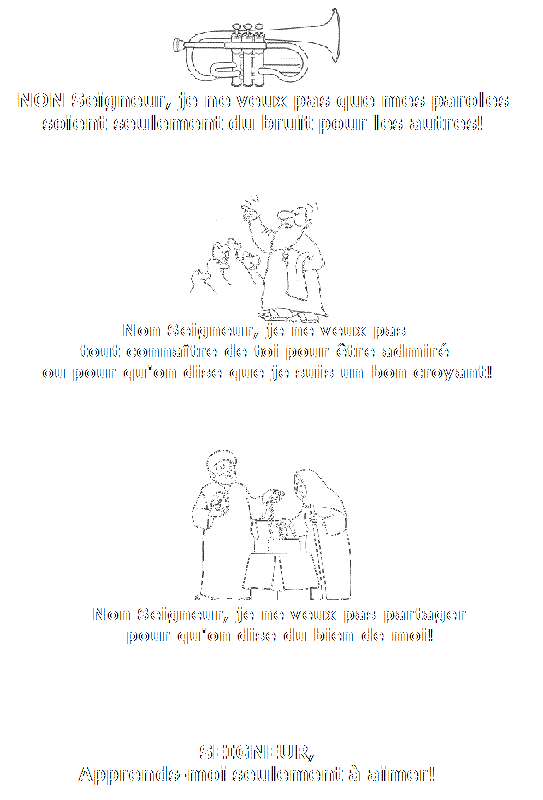 NON Seigneur, je ne veux pas que mes paroles
soient seulement du bruit pour les autres!
Non Seigneur, je ne veux pas
tout connaître de toi pour être admiré
ou pour qu'on dise que je suis un bon croyant!
Non Seigneur, je ne veux pas partager
pour qu'on dise du bien de moi!
SEIGNEUR,
Apprends-moi seulement à aimer!